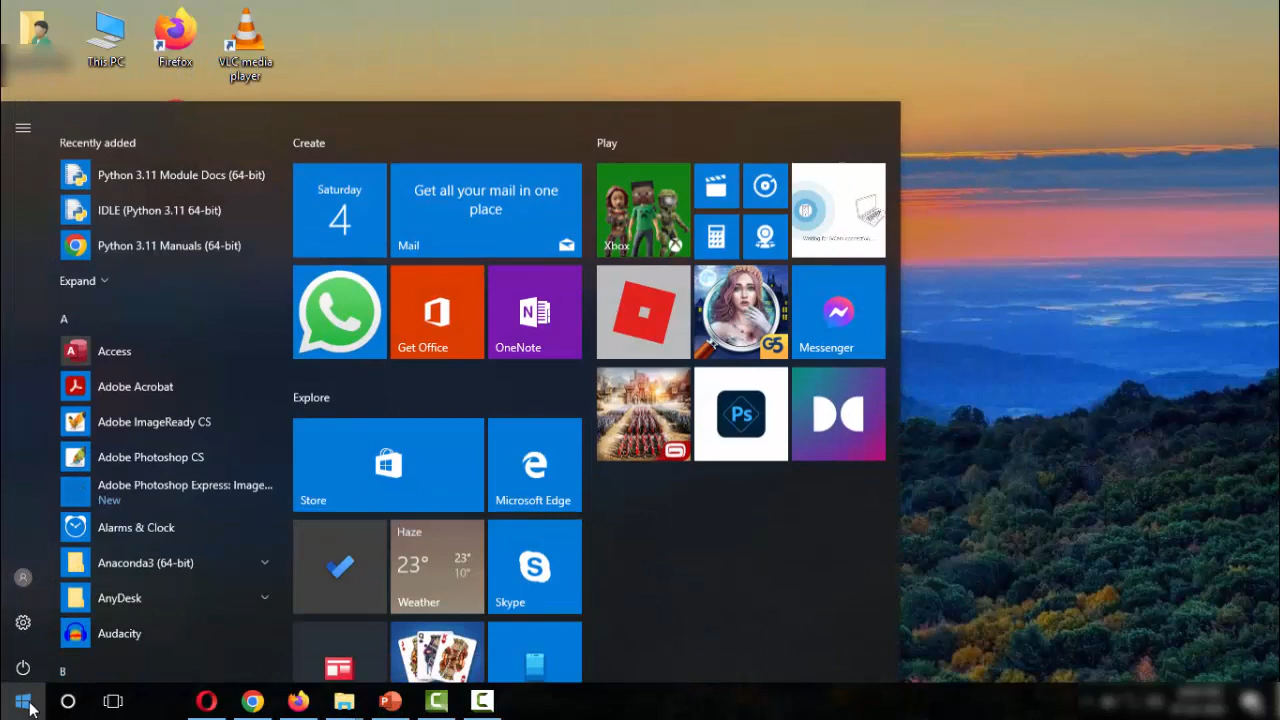 This PC
Firefox
VLC media
player
Recently added
Python 3.11 Module Docs (64-bit)
IDLE (Python 3.11 64-bit)
Python 3.11 Manuals (64-bit)
Expand
A
Access
Adobe Acrobat
Adobe ImageReady CS
Adobe Photoshop CS
Adobe Photoshop Express: Image...
New
Alarms & Clock
Anaconda3 (64-bit)
AnyDesk
Audacity
B
Create
Saturday
4
Get all your mail in one
place
Mail
Get Office
N
OneNote
Explore
Store
Microsoft Edge
Haze
23°
23°
10°
Weather
S
Skype
Play
Xbox
G5
Messenger
Ps
P